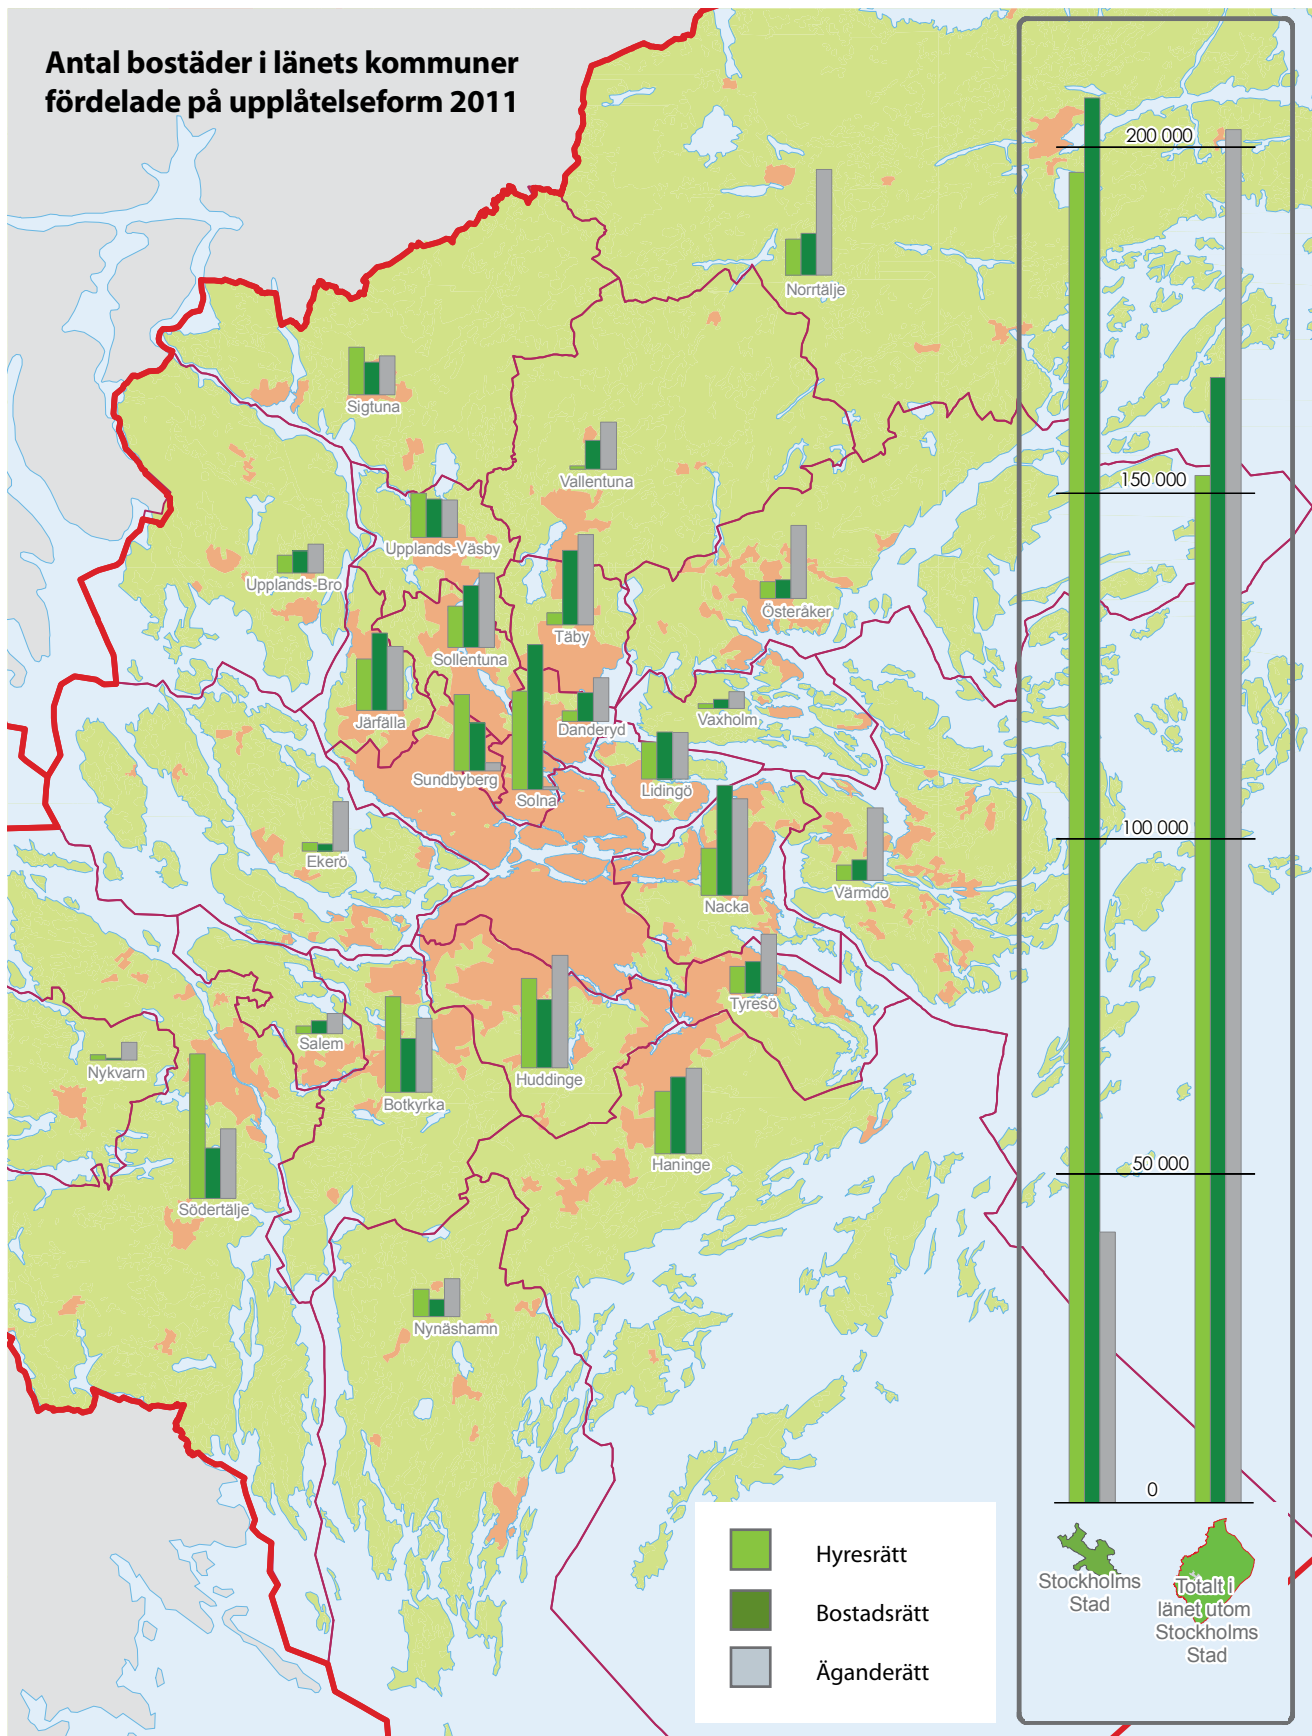 Antal bostäder i länets kommuner
fördelade på upplåtelseform 2011
200 000
Norrtälje
Sigtuna
Vallentuna
150 000
Upplands-Väsby
Upplands-Bro
Österåker
Täby
Sollentuna
Järfälla
Danderyd
Vaxholm
Sundbyberg
Solna
Lidingö
100 000
Ekerö
Nacka
Värmdö
Tyresö
Salem
Nykvarn
Huddinge
Botkyrka
Haninge
50 000
Södertälje
Nynäshamn
0
Hyresrätt
Bostadsrätt
Äganderätt
Stockholms
Stad
Totalt i
länet utom
Stockholms
Stad